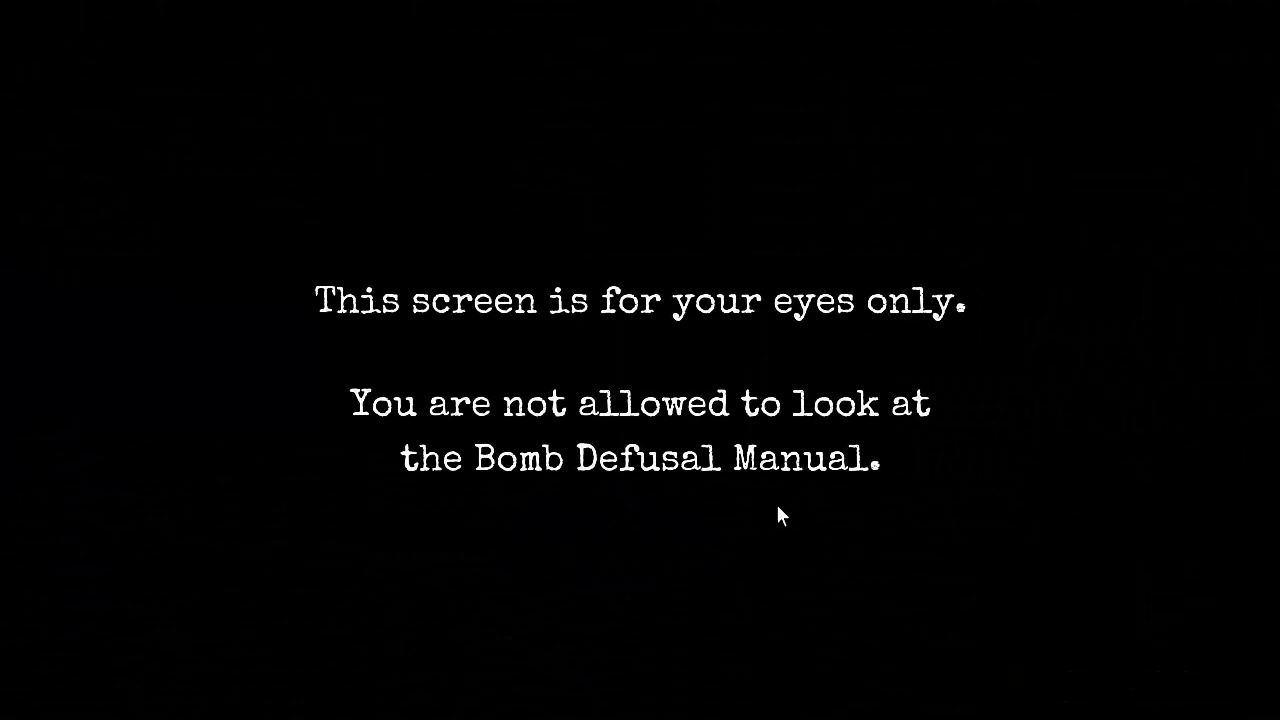 This screen is for your eyes only.
You are not allowed to look at
the Bomb Defusal Manual.